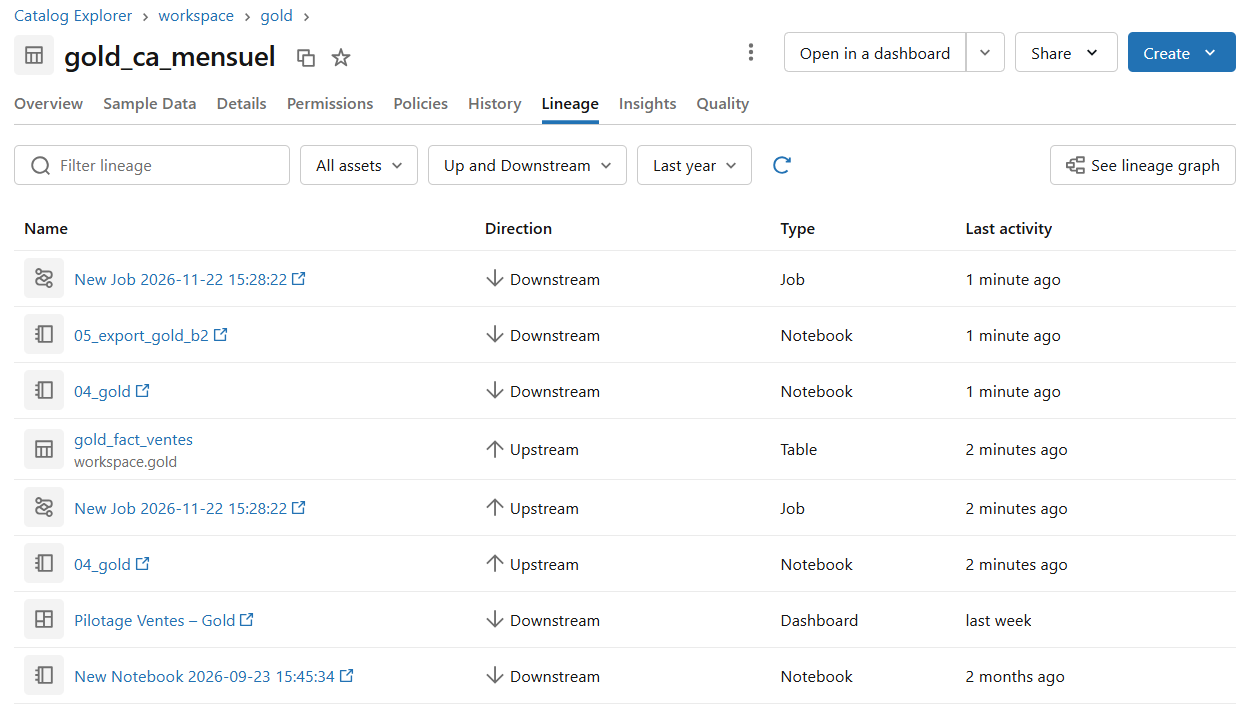 Catalog Explorer › workspace › gold ›
gold_ca_mensuel
Open in a dashboard
Share
Create
Overview Sample Data Details Permissions Policies History Lineage Insights Quality
Filter lineage All assets Up and Downstream Last year See lineage graph
Name Direction Type Last activity
New Job 2026-11-22 15:28:22 Downstream Job 1 minute ago
05_export_gold_b2 Downstream Notebook 1 minute ago
04_gold Downstream Notebook 1 minute ago
gold_fact_ventes
workspace.gold
Upstream Table 2 minutes ago
New Job 2026-11-22 15:28:22 Upstream Job 2 minutes ago
04_gold Upstream Notebook 2 minutes ago
Pilotage Ventes – Gold Downstream Dashboard last week
New Notebook 2026-09-23 15:45:34 Downstream Notebook 2 months ago